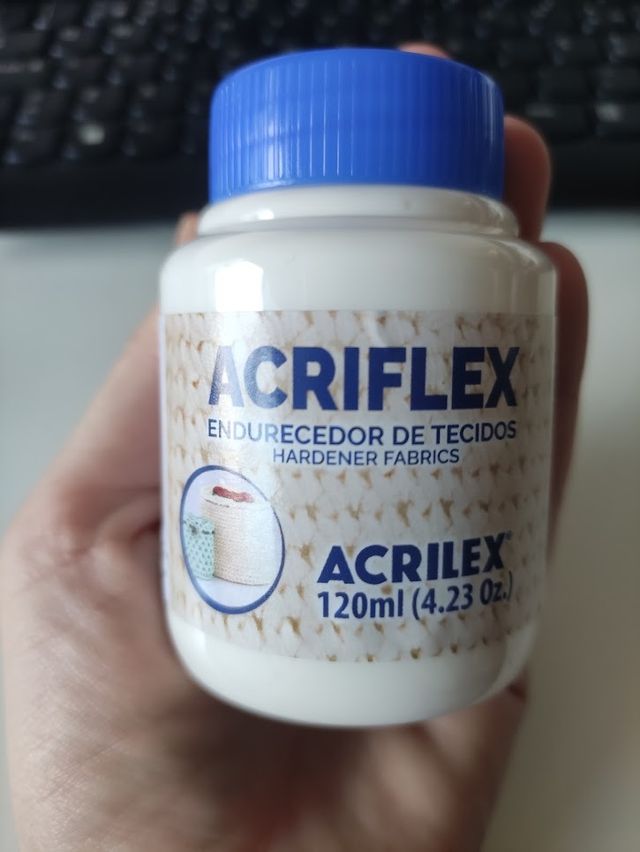 ACRIFLEX
ENDURECEDOR DE TECIDOS
HARDENER FABRICS
ACRILEX®
120ml (4.23 Oz.)